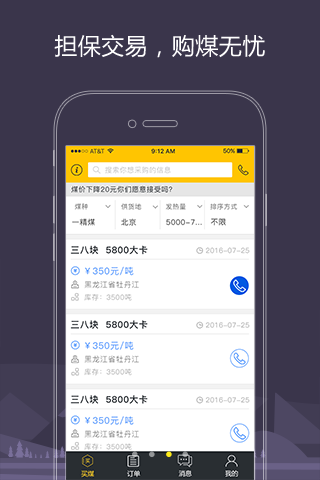 担保交易，购煤无忧
AT&T 9:12 AM 50%
搜索你想采购的信息
煤价下降20元你们愿意接受吗?
煤种 供货地 发热量 排序方式
一精煤 北京 5000-7... 不限
三八块 5800大卡 2016-07-25
¥350元/吨
黑龙江省牡丹江
库存：3500吨
三八块 5800大卡 2016-07-25
¥350元/吨
黑龙江省牡丹江
库存：3500吨
三八块 5800大卡 2016-07-25
¥350元/吨
黑龙江省牡丹江
库存：3500吨
买煤 订单 消息 我的